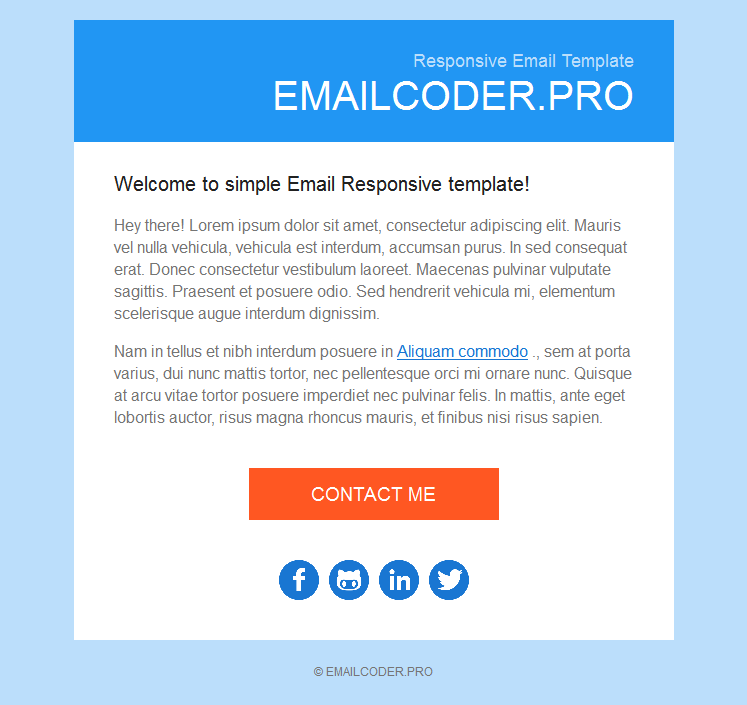 Responsive Email Template
EMAILCODER.PRO
Welcome to simple Email Responsive template!
Hey there! Lorem ipsum dolor sit amet, consectetur adipiscing elit. Mauris
vel nulla vehicula, vehicula est interdum, accumsan purus. In sed consequat
erat. Donec consectetur vestibulum laoreet. Maecenas pulvinar vulputate
sagittis. Praesent et posuere odio. Sed hendrerit vehicula mi, elementum
scelerisque augue interdum dignissim.
Nam in tellus et nibh interdum posuere in Aliquam commodo ., sem at porta
varius, dui nunc mattis tortor, nec pellentesque orci mi ornare nunc. Quisque
at arcu vitae tortor posuere imperdiet nec pulvinar felis. In mattis, ante eget
lobortis auctor, risus magna rhoncus mauris, et finibus nisi risus sapien.
CONTACT ME
© EMAILCODER.PRO